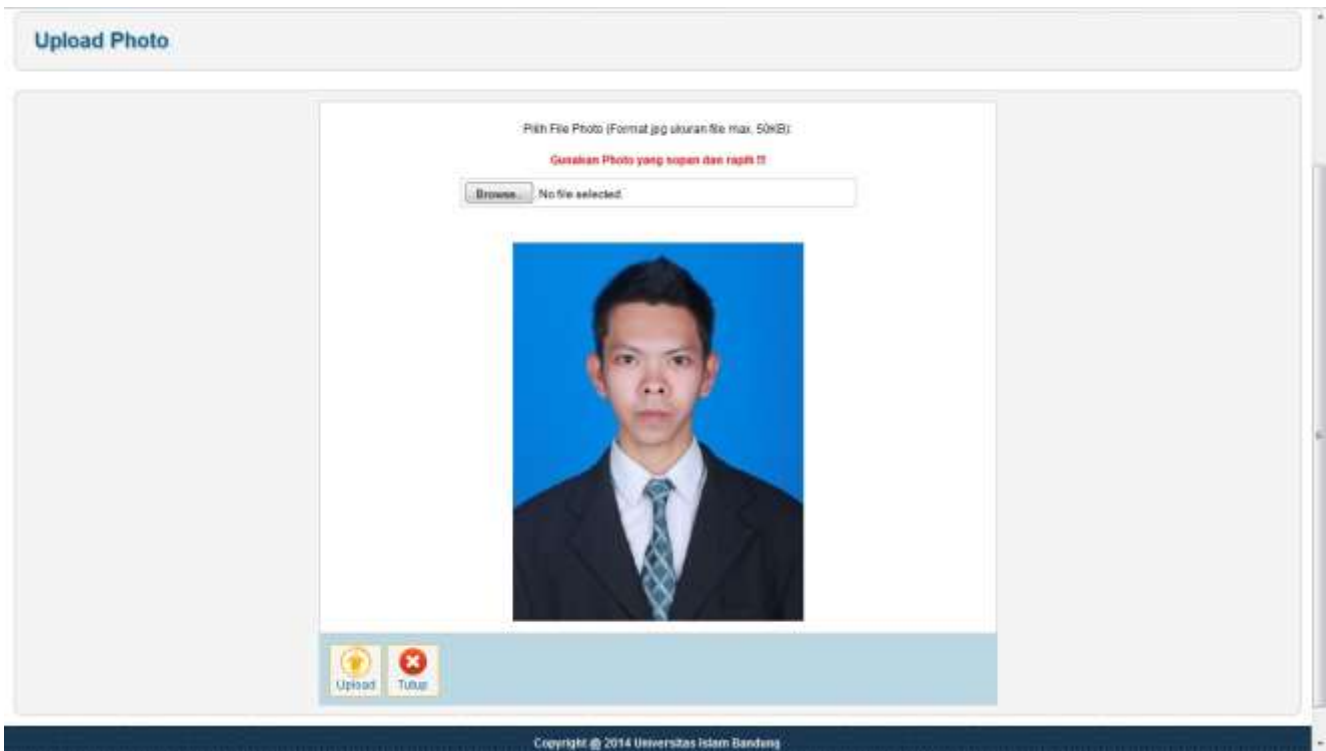 Upload Photo
Pilih File Photo (Format jpg ukuran file max. 50KB):
Gunakan Photo yang sopan dan rapih !!!
Browse... No file selected.
Upload
Tutup
Copyright @ 2014 Universitas Islam Bandung